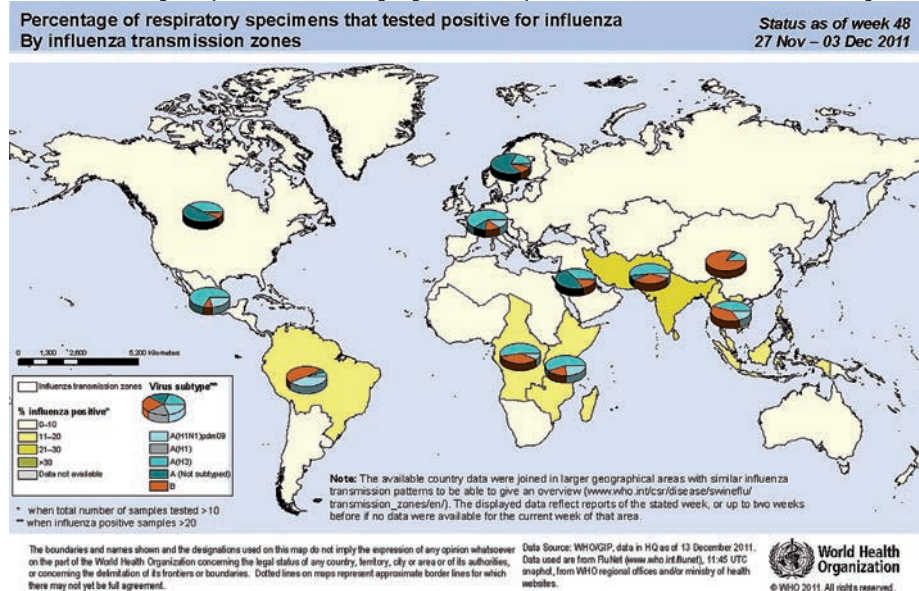 Percentage of respiratory specimens that tested positive for influenza
By influenza transmission zones
Status as of week 48
27 Nov – 03 Dec 2011
0 1,300 2,600 5,200 Kilometers
Influenza transmission zones
% influenza positive*
0–10
11–20
21–30
>30
Data not available
Virus subtype**
A(H1N1)pdm09
A(H1)
A(H3)
A (Not subtyped)
B
* when total number of samples tested >10
** when influenza positive samples >20
Note: The available country data were joined in larger geographical areas with similar influenza
transmission patterns to be able to give an overview (www.who.int/csr/disease/swineflu/
transmission_zones/en/). The displayed data reflect reports of the stated week, or up to two weeks
before if no data were available for the current week of that area.
The boundaries and names shown and the designations used on this map do not imply the expression of any opinion whatsoever
on the part of the World Health Organization concerning the legal status of any country, territory, city or area or of its authorities,
or concerning the delimitation of its frontiers or boundaries. Dotted lines on maps represent approximate border lines for which
there may not yet be full agreement.
Data Source: WHO/GIP, data in HQ as of 13 December 2011.
Data used are from FluNet (www.who.int/flunet), 11:45 UTC
snaphot, from WHO regional offices and/or ministry of health
websites.
World Health
Organization
© WHO 2011. All rights reserved.